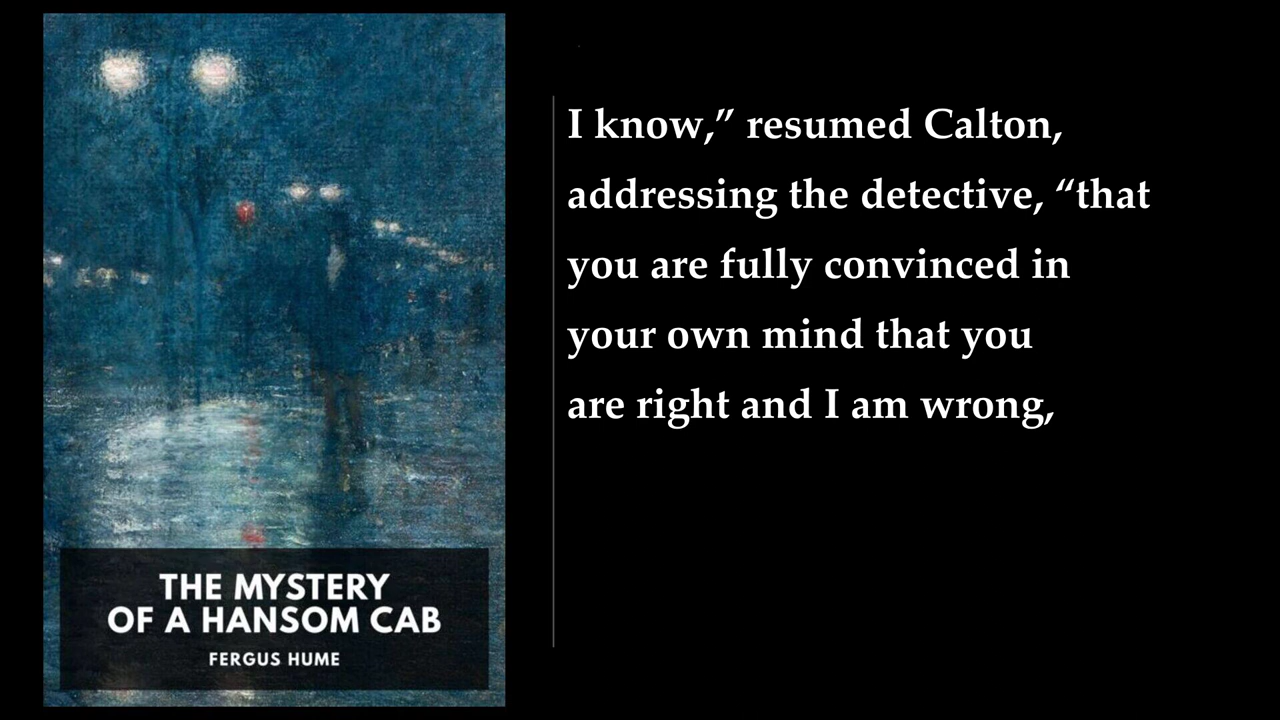 THE MYSTERY
OF A HANSOM CAB
FERGUS HUME
I know,” resumed Calton,
addressing the detective, “that
you are fully convinced in
your own mind that you
are right and I am wrong,